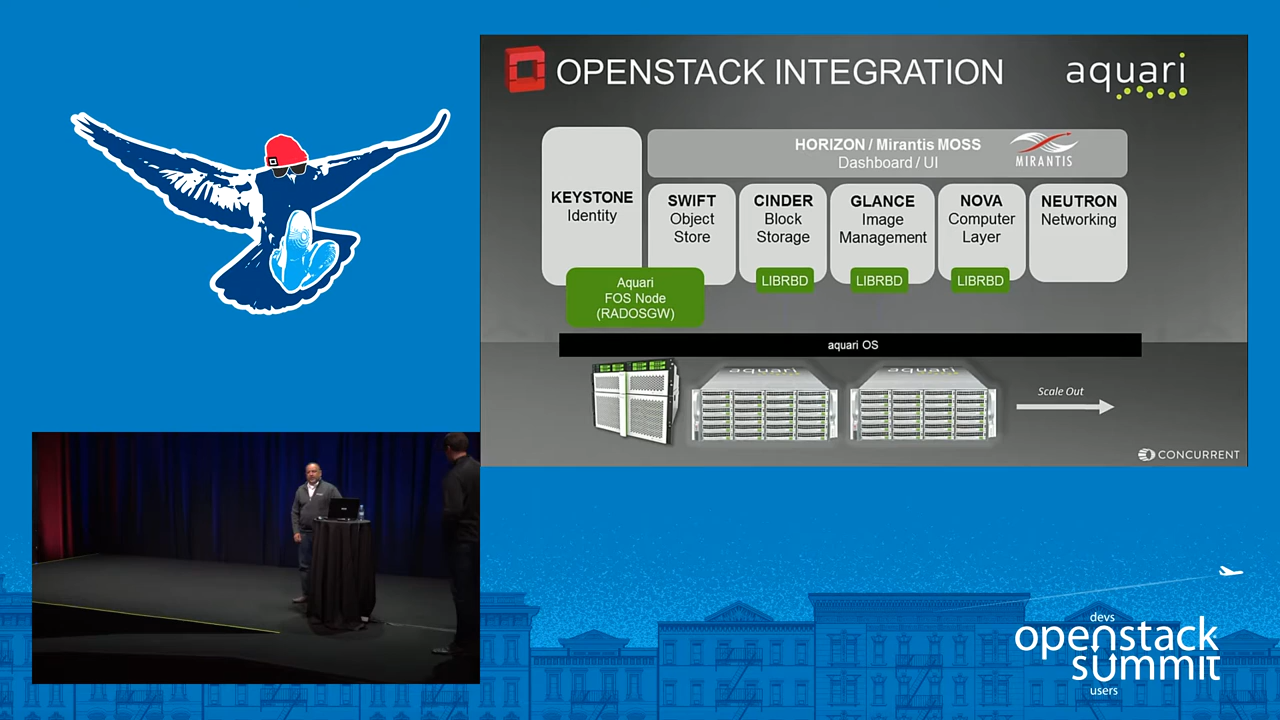 OPENSTACK INTEGRATION
aquari
HORIZON / Mirantis MOSS
Dashboard / UI
MIRANTIS
KEYSTONE
Identity
SWIFT
Object
Store
CINDER
Block
Storage
GLANCE
Image
Management
NOVA
Computer
Layer
NEUTRON
Networking
Aquari
FOS Node
(RADOSGW)
LIBRBD
LIBRBD
LIBRBD
aquari OS
aquari
aquari
Scale Out
CONCURRENT
devs
openstack
summit
users